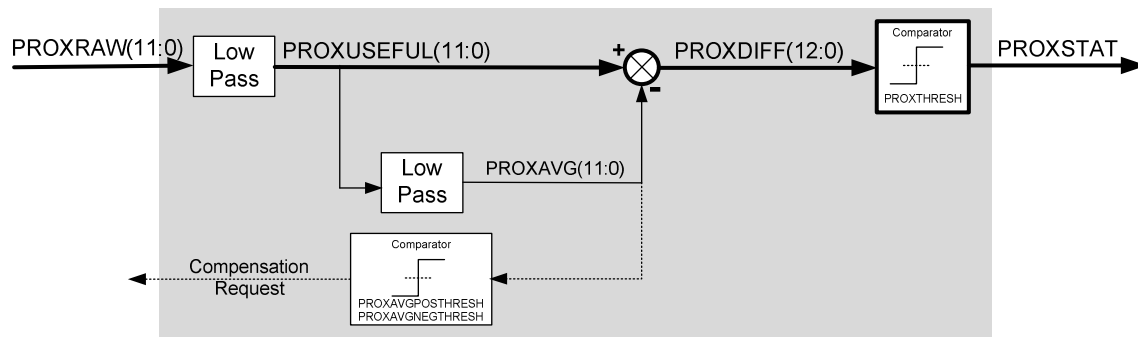 PROXRAW(11:0)
Low
Pass
PROXUSEFUL(11:0)
+
-
PROXDIFF(12:0)
Comparator
PROXTHRESH
PROXSTAT
Low
Pass
PROXAVG(11:0)
Comparator
PROXAVGPOSTHRESH
PROXAVGNEGTHRESH
Compensation
Request